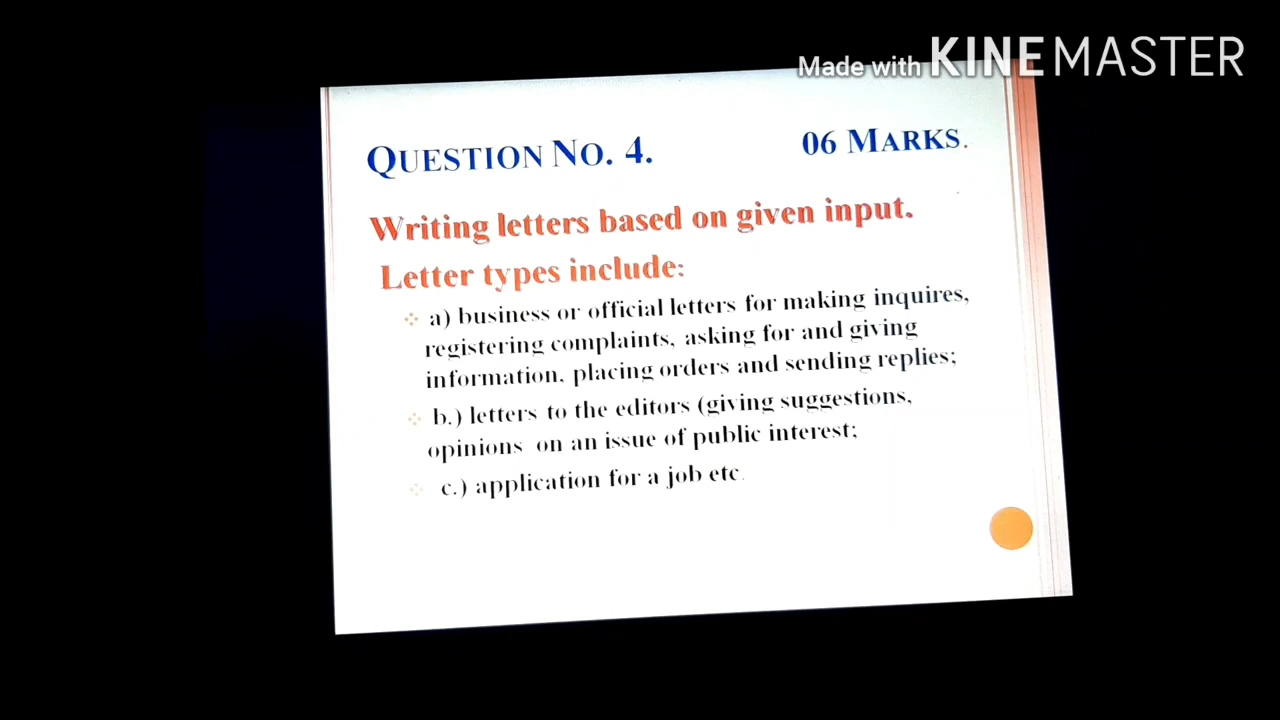 Made with KINEMASTER
QUESTION NO. 4. 06 MARKS.
Writing letters based on given input.
Letter types include:
a) business or official letters for making inquires,
registering complaints, asking for and giving
information, placing orders and sending replies;
b.) letters to the editors (giving suggestions,
opinions on an issue of public interest;
c.) application for a job etc.